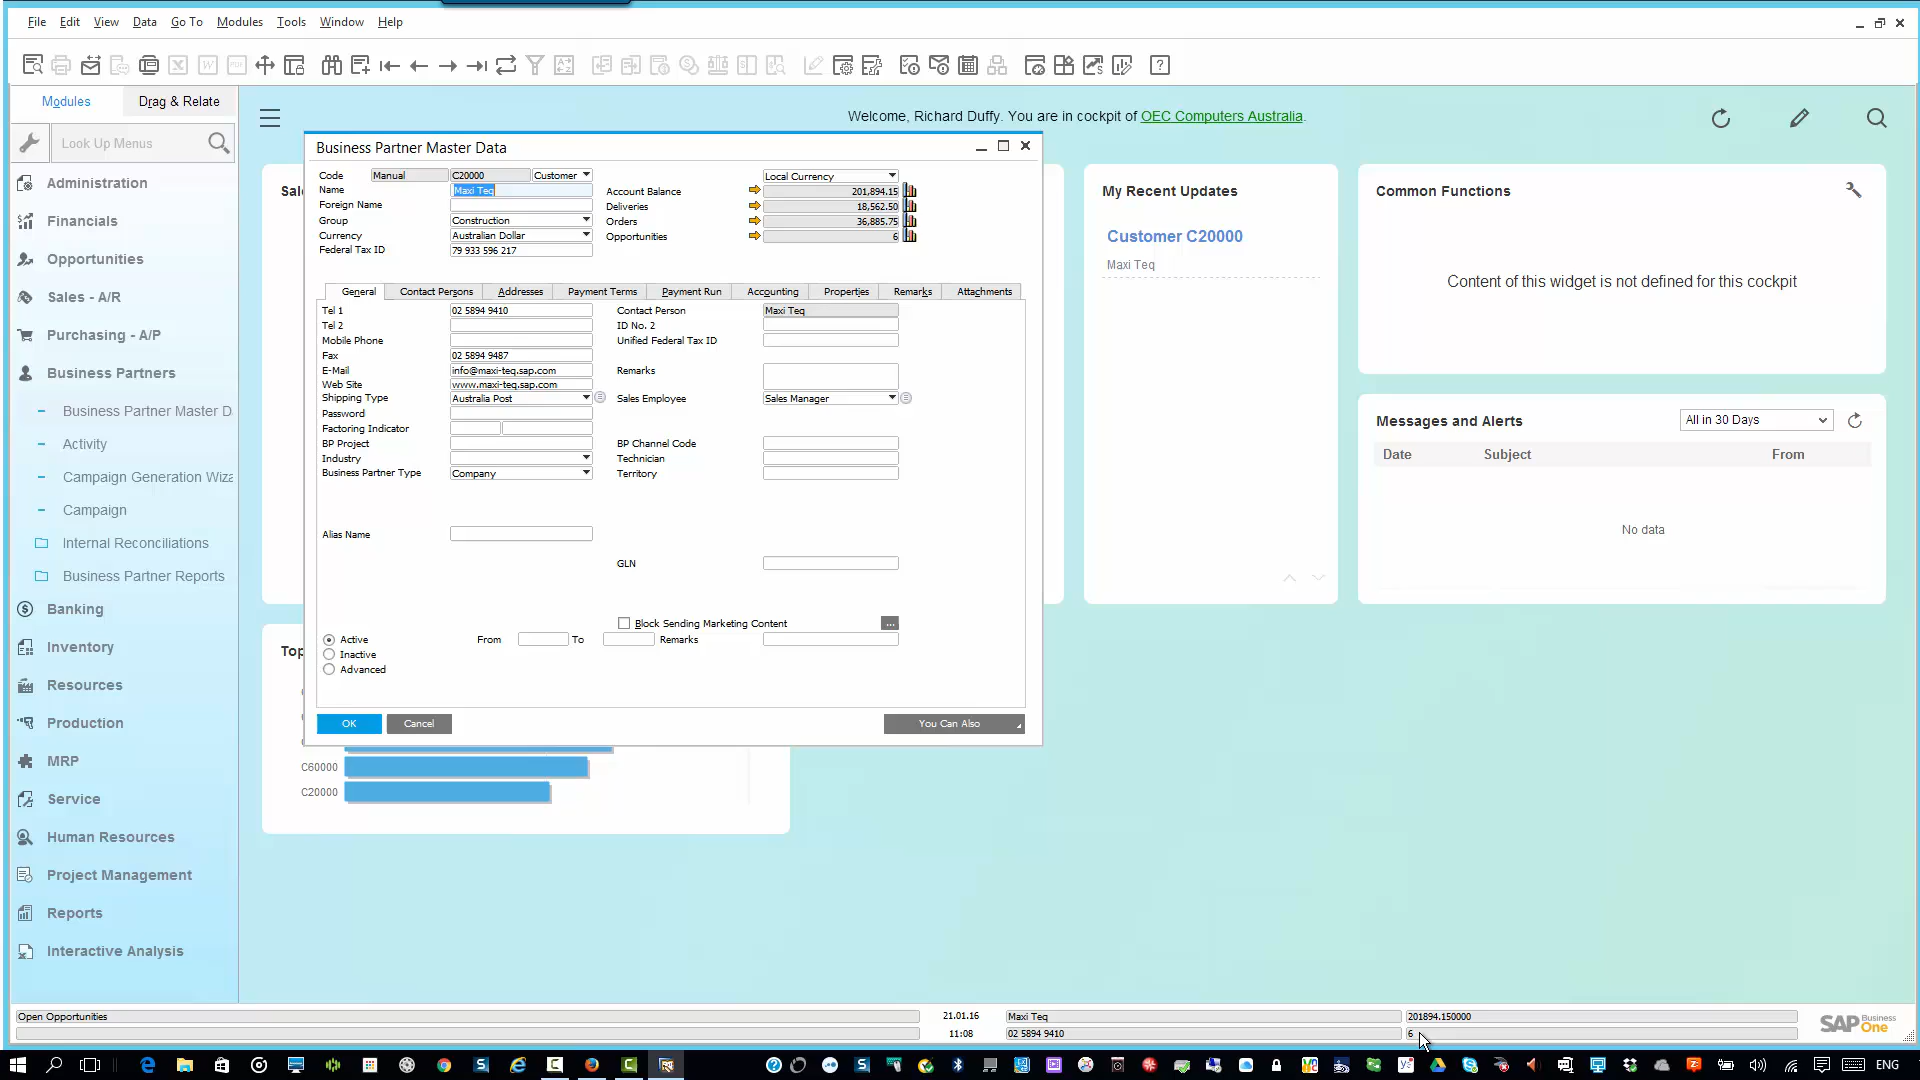 File Edit View Data Go To Modules Tools Window Help
Modules Drag & Relate
Look Up Menus
Administration
Financials
Opportunities
Sales - A/R
Purchasing - A/P
Business Partners
Business Partner Master D
Activity
Campaign Generation Wiza
Campaign
Internal Reconciliations
Business Partner Reports
Banking
Inventory
Resources
Production
MRP
Service
Human Resources
Project Management
Reports
Interactive Analysis
Welcome, Richard Duffy. You are in cockpit of OEC Computers Australia.
Sal
Business Partner Master Data
Code Manual C20000 Customer Local Currency
Name Maxi Teq Account Balance 201,894.15
Foreign Name Deliveries 18,562.50
Group Construction Orders 36,885.75
Currency Australian Dollar Opportunities 6
Federal Tax ID 79 933 596 217
General Contact Persons Addresses Payment Terms Payment Run Accounting Properties Remarks Attachments
Tel 1 02 5894 9410 Contact Person Maxi Teq
Tel 2 ID No. 2
Mobile Phone Unified Federal Tax ID
Fax 02 5894 9487
E-Mail info@maxi-teq.sap.com Remarks
Web Site www.maxi-teq.sap.com
Shipping Type Australia Post Sales Employee Sales Manager
Password
Factoring Indicator
BP Project BP Channel Code
Industry Technician
Business Partner Type Company Territory
Alias Name
GLN
Block Sending Marketing Content ...
Active From To Remarks
Inactive
Advanced
OK Cancel You Can Also
Top
C60000
C20000
My Recent Updates
Customer C20000
Maxi Teq
Common Functions
Content of this widget is not defined for this cockpit
Messages and Alerts All in 30 Days
Date Subject From
No data
Open Opportunities 21.01.16 Maxi Teq 201894.150000
11:08 02 5894 9410 6
SAP Business One
ENG